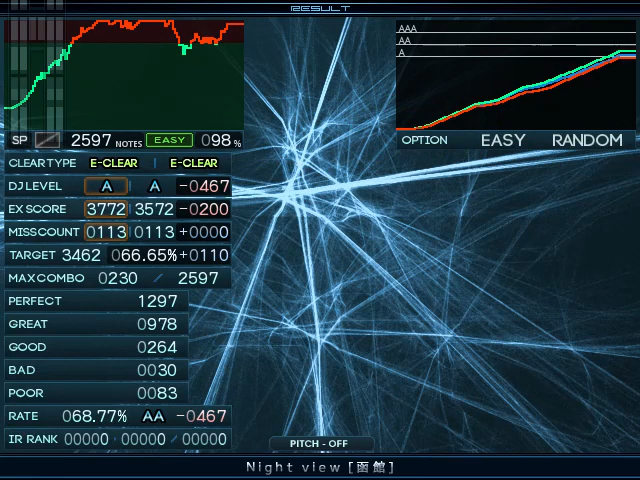 RESULT
AAA
AA
A
SP 2597 NOTES EASY 098 %
OPTION EASY RANDOM
CLEAR TYPE E-CLEAR | E-CLEAR
DJ LEVEL A | A -0467
EX SCORE 3772 | 3572 -0200
MISSCOUNT 0113 | 0113 +0000
TARGET 3462 066.65% +0110
MAXCOMBO 0230 / 2597
PERFECT 1297
GREAT 0978
GOOD 0264
BAD 0030
POOR 0083
RATE 068.77% AA -0467
IR RANK 00000 · 00000 / 00000
PITCH - OFF
Night view [函館]